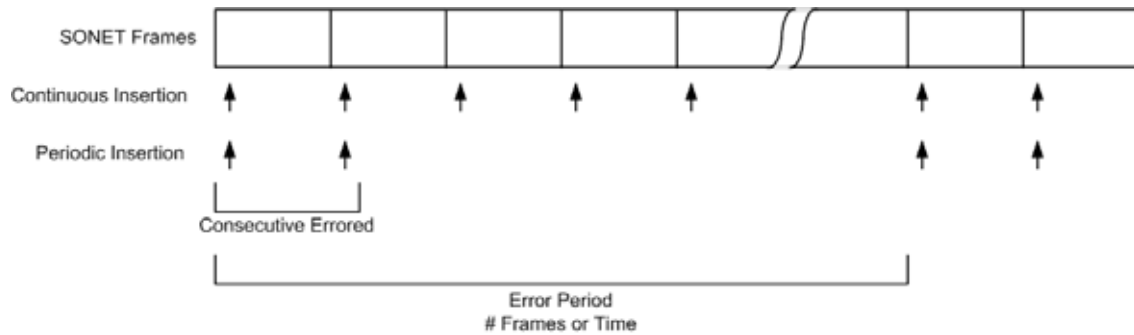 SONET Frames
Continuous Insertion
Periodic Insertion
Consecutive Errored
Error Period
# Frames or Time